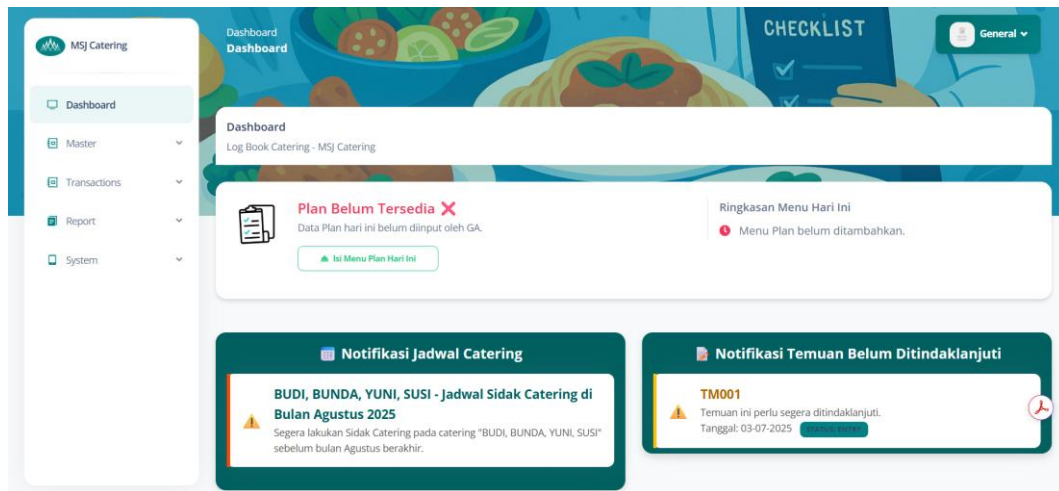 MSJ Catering
Dashboard
Dashboard
CHECKLIST
General
Dashboard
Master
Transactions
Report
System
Dashboard
Log Book Catering - MSJ Catering
Plan Belum Tersedia ❌
Data Plan hari ini belum diinput oleh GA.
Isi Menu Plan Hari Ini
Ringkasan Menu Hari Ini
Menu Plan belum ditambahkan.
Notifikasi Jadwal Catering
BUDI, BUNDA, YUNI, SUSI - Jadwal Sidak Catering di
Bulan Agustus 2025
Segera lakukan Sidak Catering pada catering "BUDI, BUNDA, YUNI, SUSI"
sebelum bulan Agustus berakhir.
Notifikasi Temuan Belum Ditindaklanjuti
TM001
Temuan ini perlu segera ditindaklanjuti.
Tanggal: 03-07-2025 STATUS: ENTRY